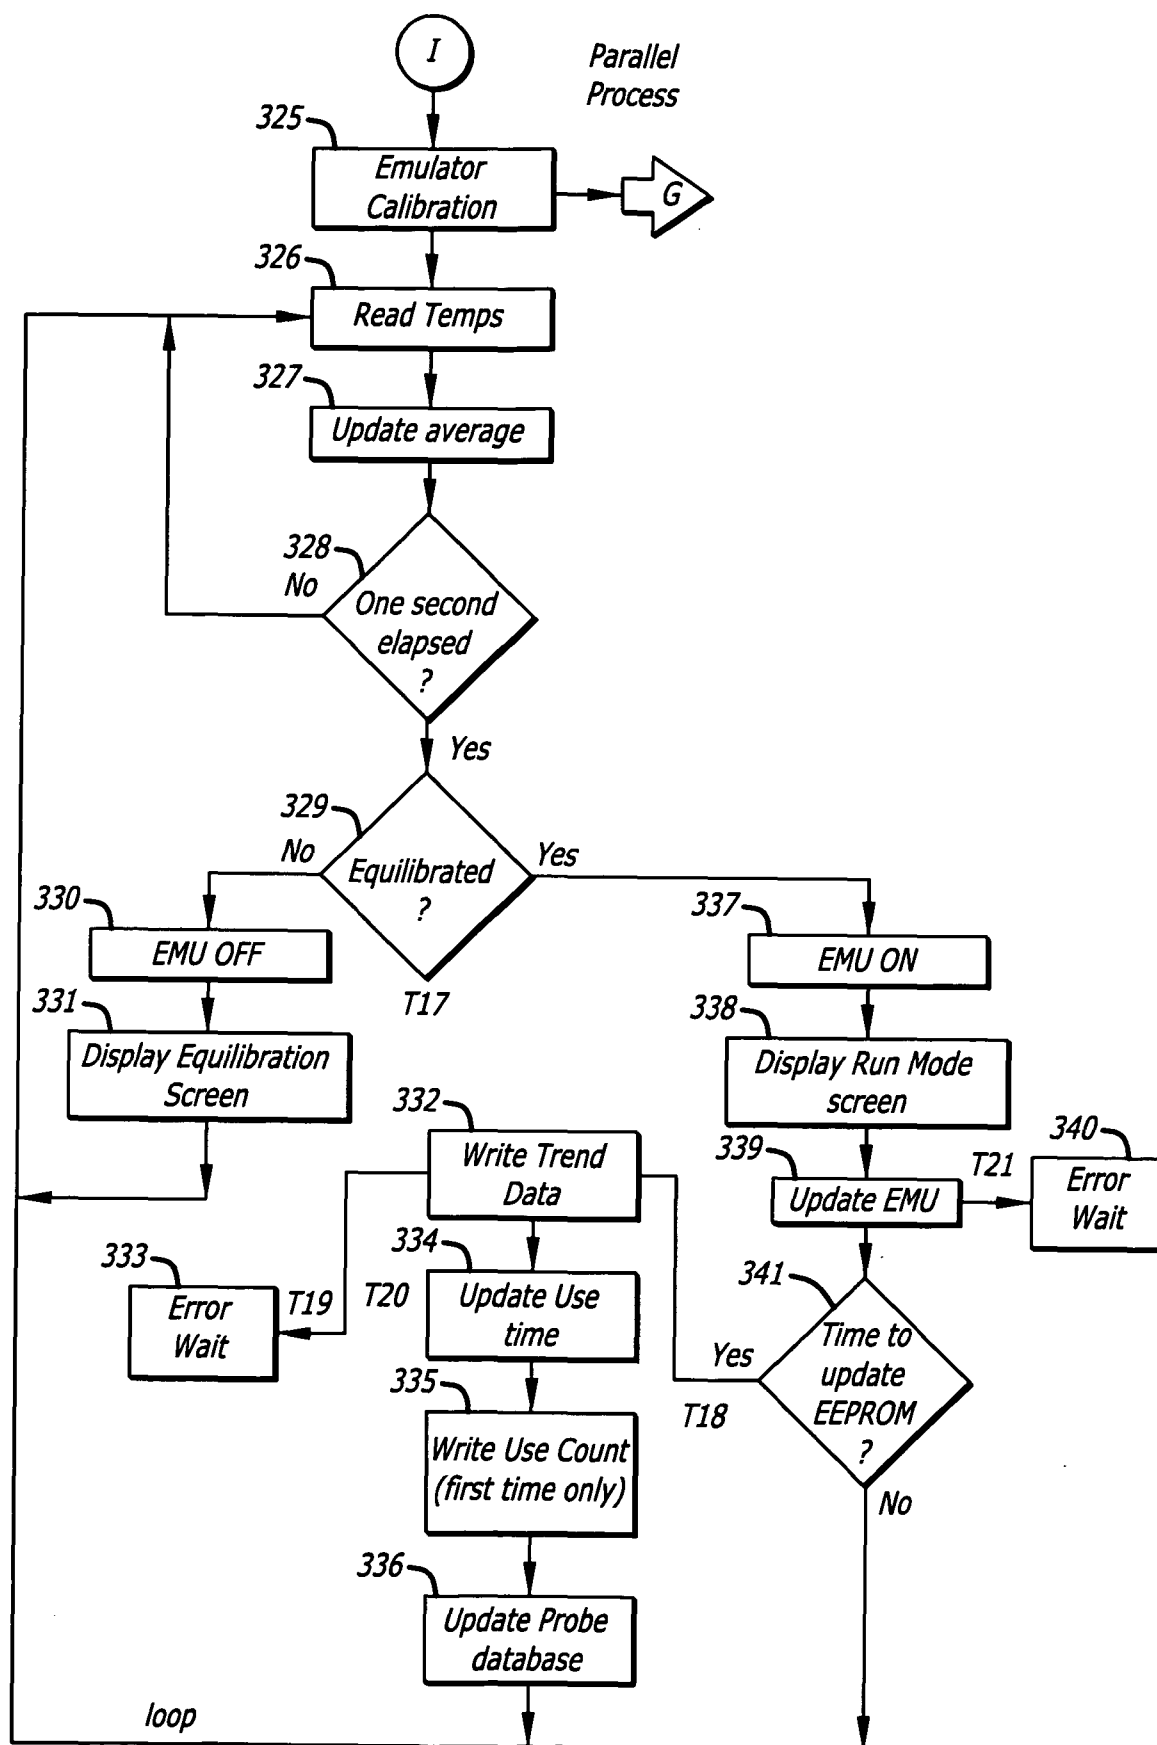 I
Parallel
Process
325
Emulator
Calibration
G
326
Read Temps
327
Update average
328
No
One second
elapsed
?
Yes
329
No
Equilibrated
?
Yes
T17
330
EMU OFF
331
Display Equilibration
Screen
337
EMU ON
338
Display Run Mode
screen
332
Write Trend
Data
339
Update EMU
T21
340
Error
Wait
333
Error
Wait
T19
T20
334
Update Use
time
341
Time to
update
EEPROM
?
Yes
T18
No
335
Write Use Count
(first time only)
336
Update Probe
database
loop